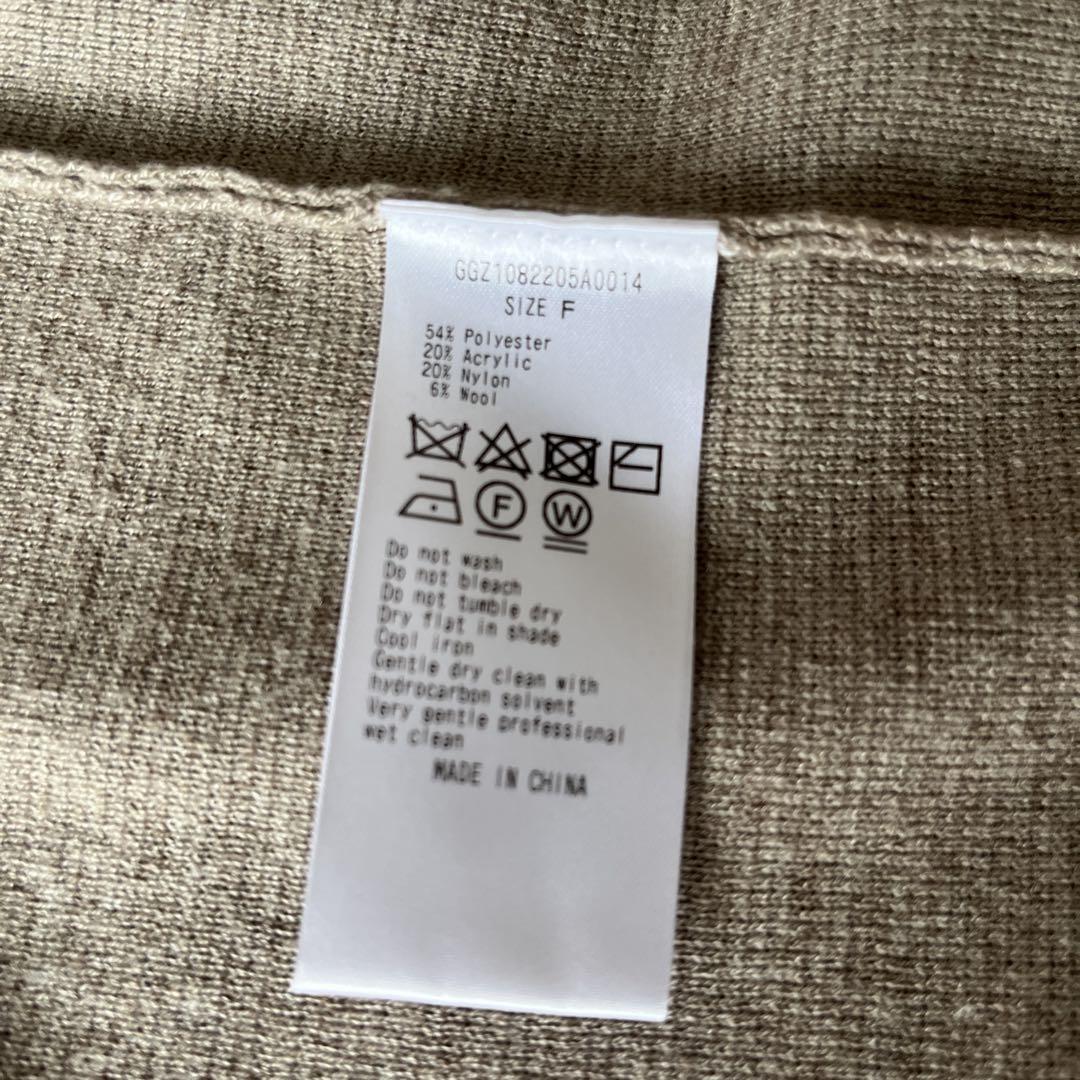 GGZ1082205A0014
SIZE F
54% Polyester
20% Acrylic
20% Nylon
6% Wool
F W
Do not wash
Do not bleach
Do not tumble dry
Dry flat in shade
Cool iron
Gentle dry clean with
hydrocarbon solvent
Very gentle professional
wet clean
MADE IN CHINA